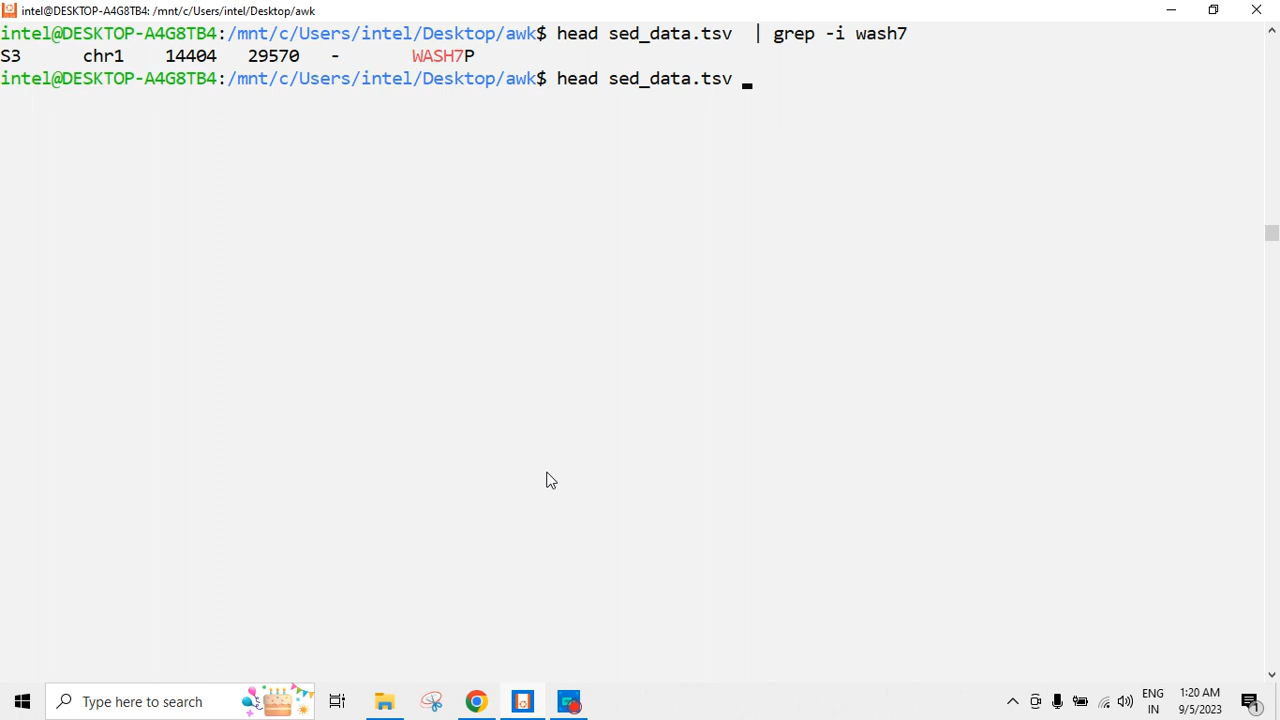 intel@DESKTOP-A4G8TB4: /mnt/c/Users/intel/Desktop/awk
intel@DESKTOP-A4G8TB4:/mnt/c/Users/intel/Desktop/awk$ head sed_data.tsv  | grep -i wash7
S3      chr1    14404   29570   -       WASH7P
intel@DESKTOP-A4G8TB4:/mnt/c/Users/intel/Desktop/awk$ head sed_data.tsv
Type here to search
ENG
IN
1:20 AM
9/5/2023
1